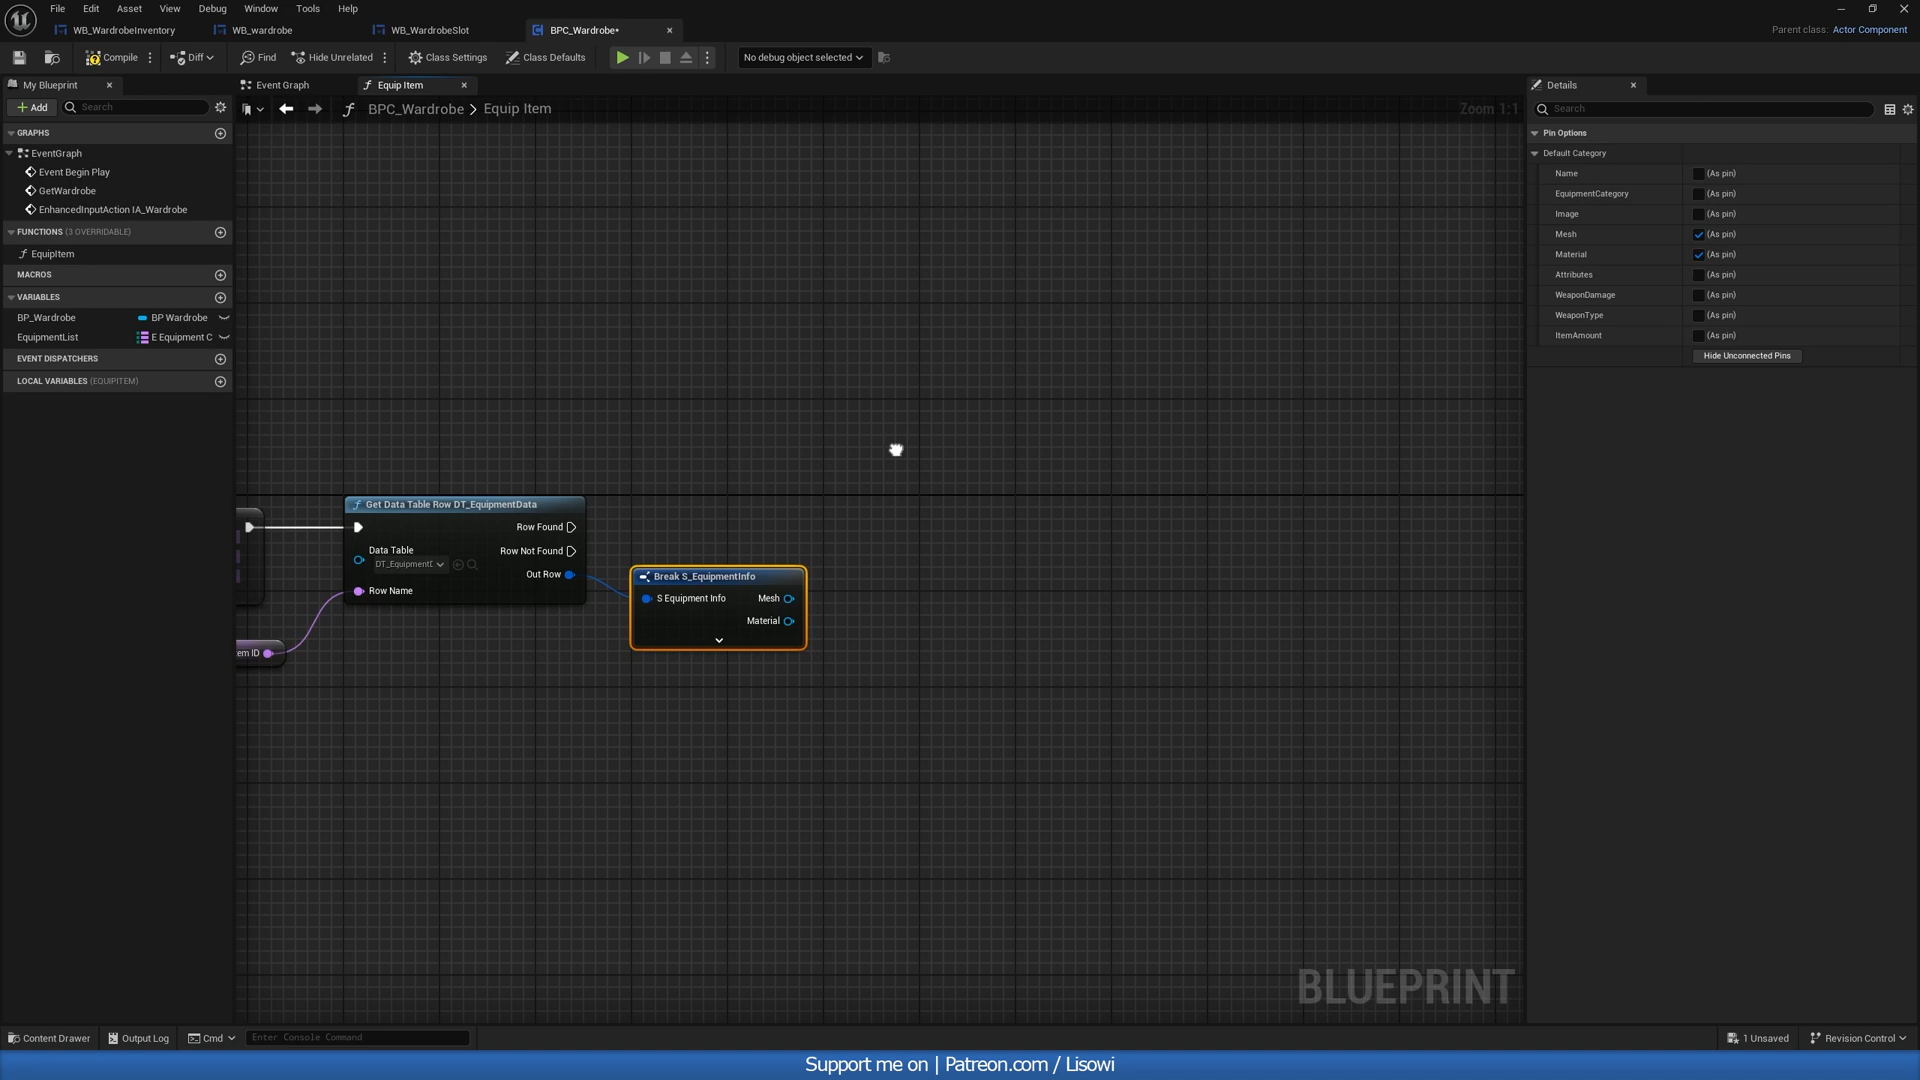 File Edit Asset View Debug Window Tools Help
WB_WardrobeInventory WB_wardrobe WB_WardrobeSlot BPC_Wardrobe•
Parent class: Actor Component
Compile Diff Find Hide Unrelated Class Settings Class Defaults No debug object selected
My Blueprint Event Graph Equip Item Details
Add Search BPC_Wardrobe > Equip Item Zoom 1:1 Search
GRAPHS
EventGraph
Event Begin Play
GetWardrobe
EnhancedInputAction IA_Wardrobe
FUNCTIONS (3 OVERRIDABLE)
EquipItem
MACROS
VARIABLES
BP_Wardrobe BP Wardrobe
EquipmentList E Equipment C
EVENT DISPATCHERS
LOCAL VARIABLES (EQUIPITEM)
Get Data Table Row DT_EquipmentData
Row Found
Data Table
Row Not Found
DT_EquipmentD
Out Row
Row Name
em ID
Break S_EquipmentInfo
S Equipment Info Mesh
Material
BLUEPRINT
Pin Options
Default Category
Name (As pin)
EquipmentCategory (As pin)
Image (As pin)
Mesh (As pin)
Material (As pin)
Attributes (As pin)
WeaponDamage (As pin)
WeaponType (As pin)
ItemAmount (As pin)
Hide Unconnected Pins
Content Drawer Output Log Cmd Enter Console Command 1 Unsaved Revision Control
Support me on | Patreon.com / Lisowi